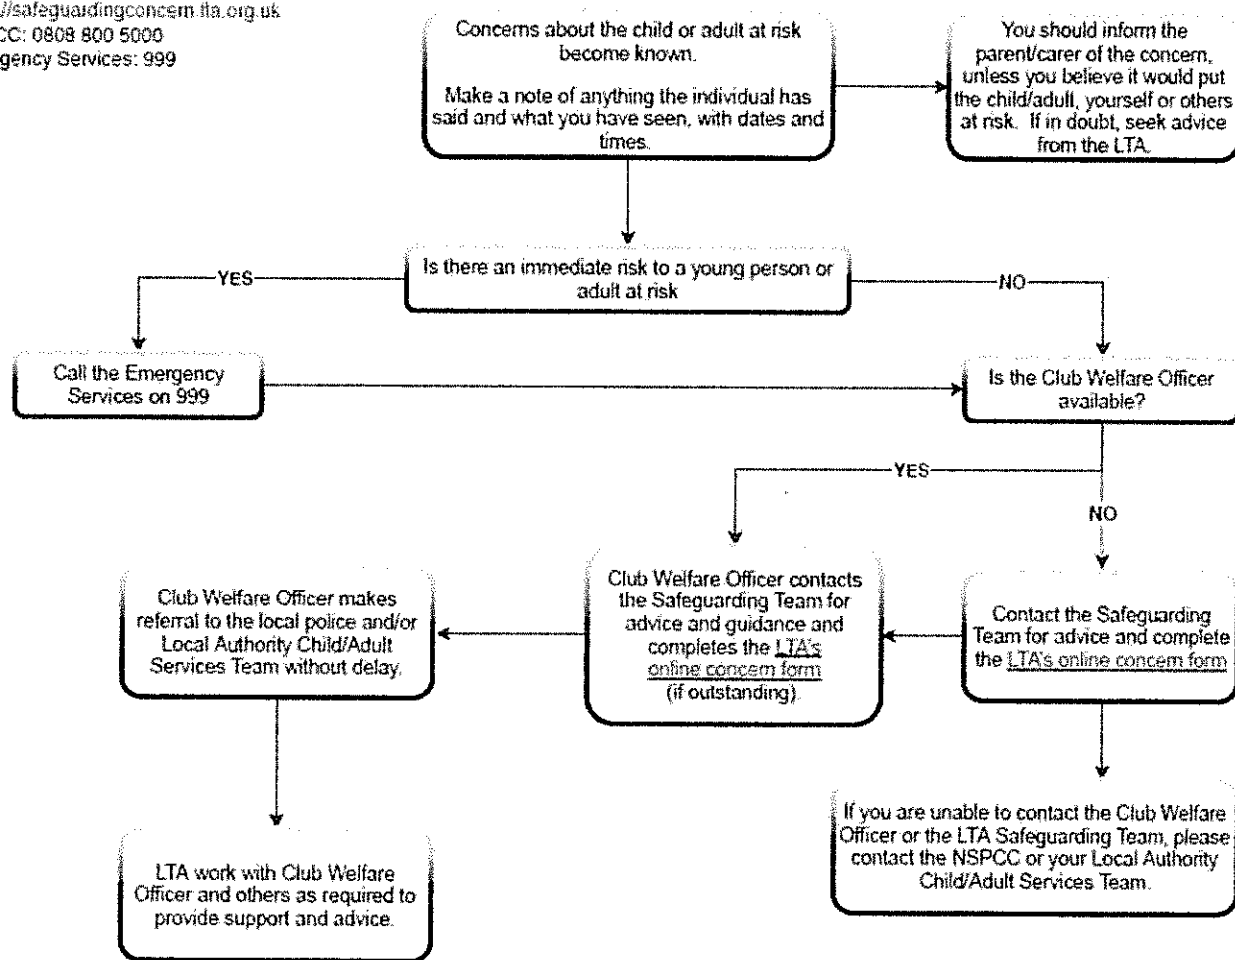 //safeguardingconcern.lta.org.uk
CC: 0808 800 5000
gency Services: 999
Concerns about the child or adult at risk
become known.
Make a note of anything the individual has
said and what you have seen, with dates and
times.
You should inform the
parent/carer of the concern,
unless you believe it would put
the child/adult, yourself or others
at risk. If in doubt, seek advice
from the LTA.
Is there an immediate risk to a young person or
adult at risk
YES
NO
Call the Emergency
Services on 999
Is the Club Welfare Officer
available?
YES
NO
Club Welfare Officer makes
referral to the local police and/or
Local Authority Child/Adult
Services Team without delay.
Club Welfare Officer contacts
the Safeguarding Team for
advice and guidance and
completes the LTA's
online concern form
(if outstanding).
Contact the Safeguarding
Team for advice and complete
the LTA's online concern form
LTA work with Club Welfare
Officer and others as required to
provide support and advice.
If you are unable to contact the Club Welfare
Officer or the LTA Safeguarding Team, please
contact the NSPCC or your Local Authority
Child/Adult Services Team.